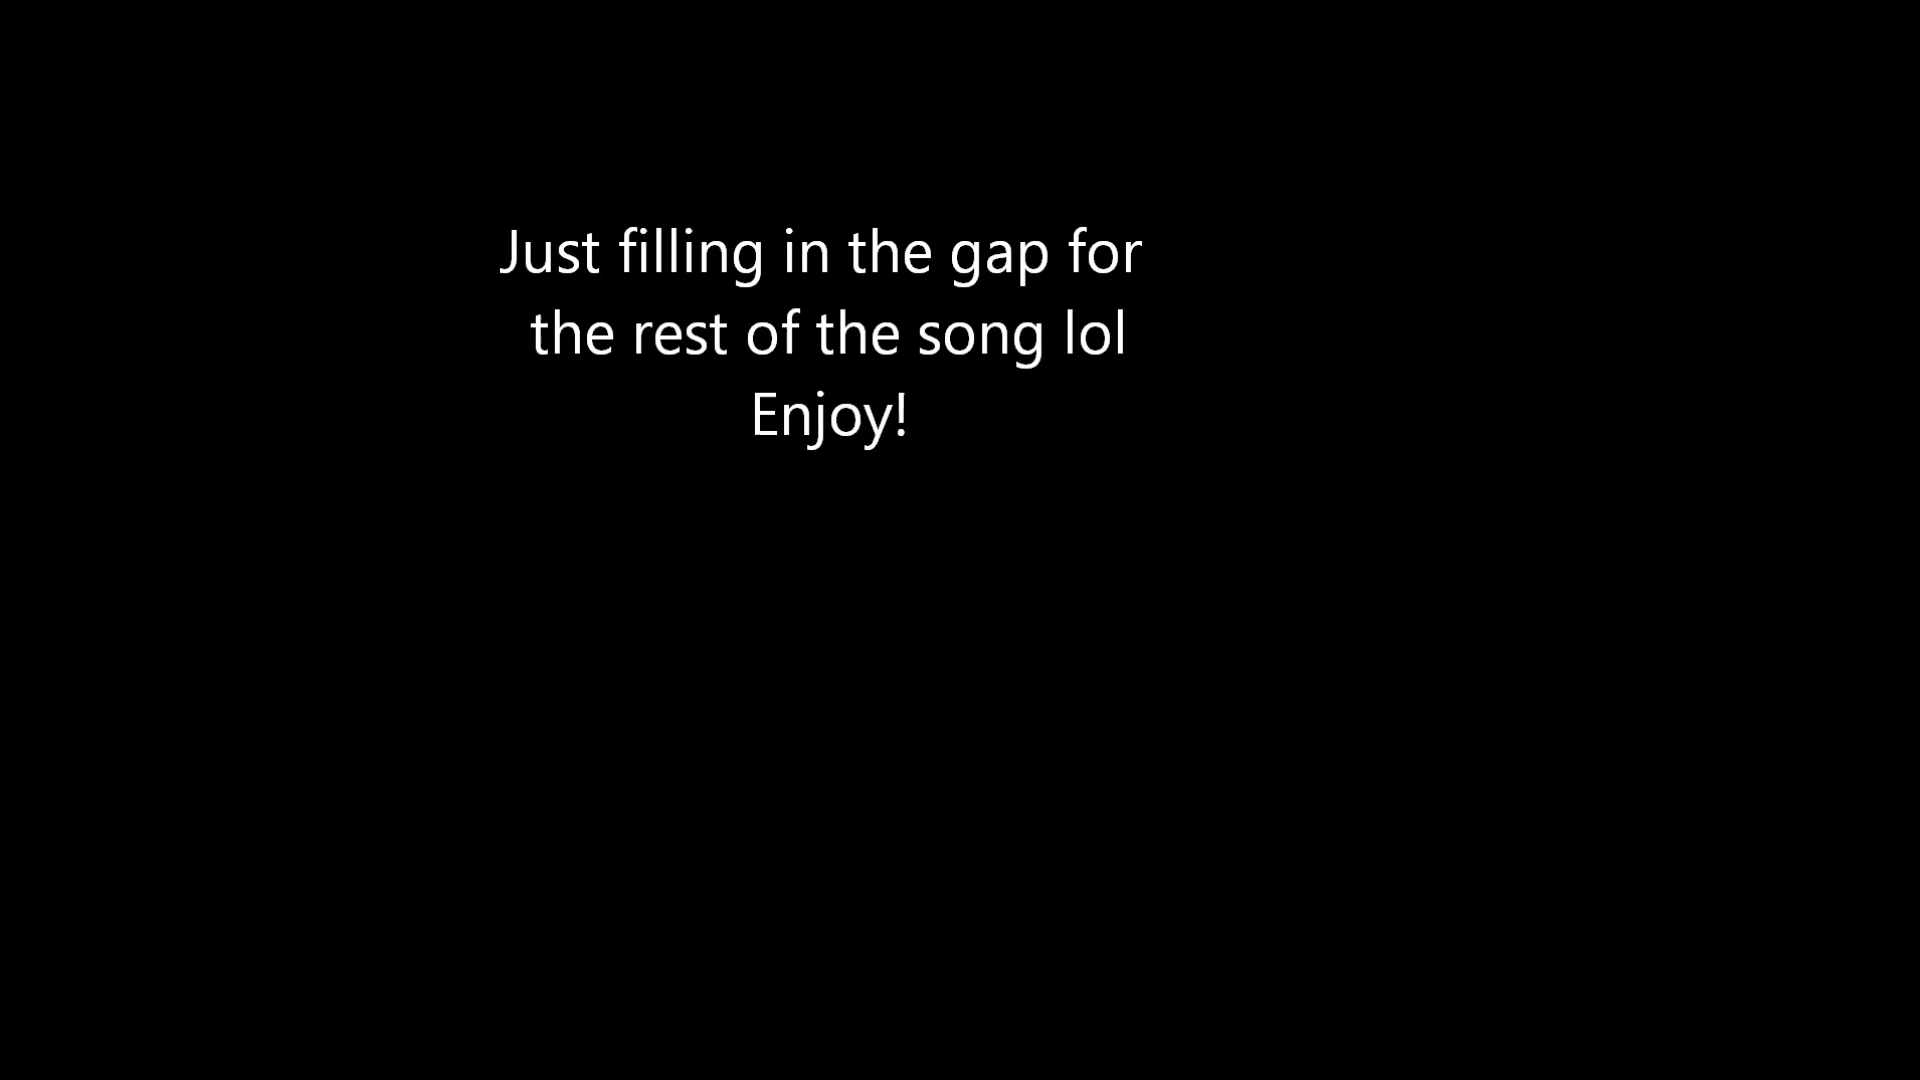 Just filling in the gap for
the rest of the song lol
Enjoy!